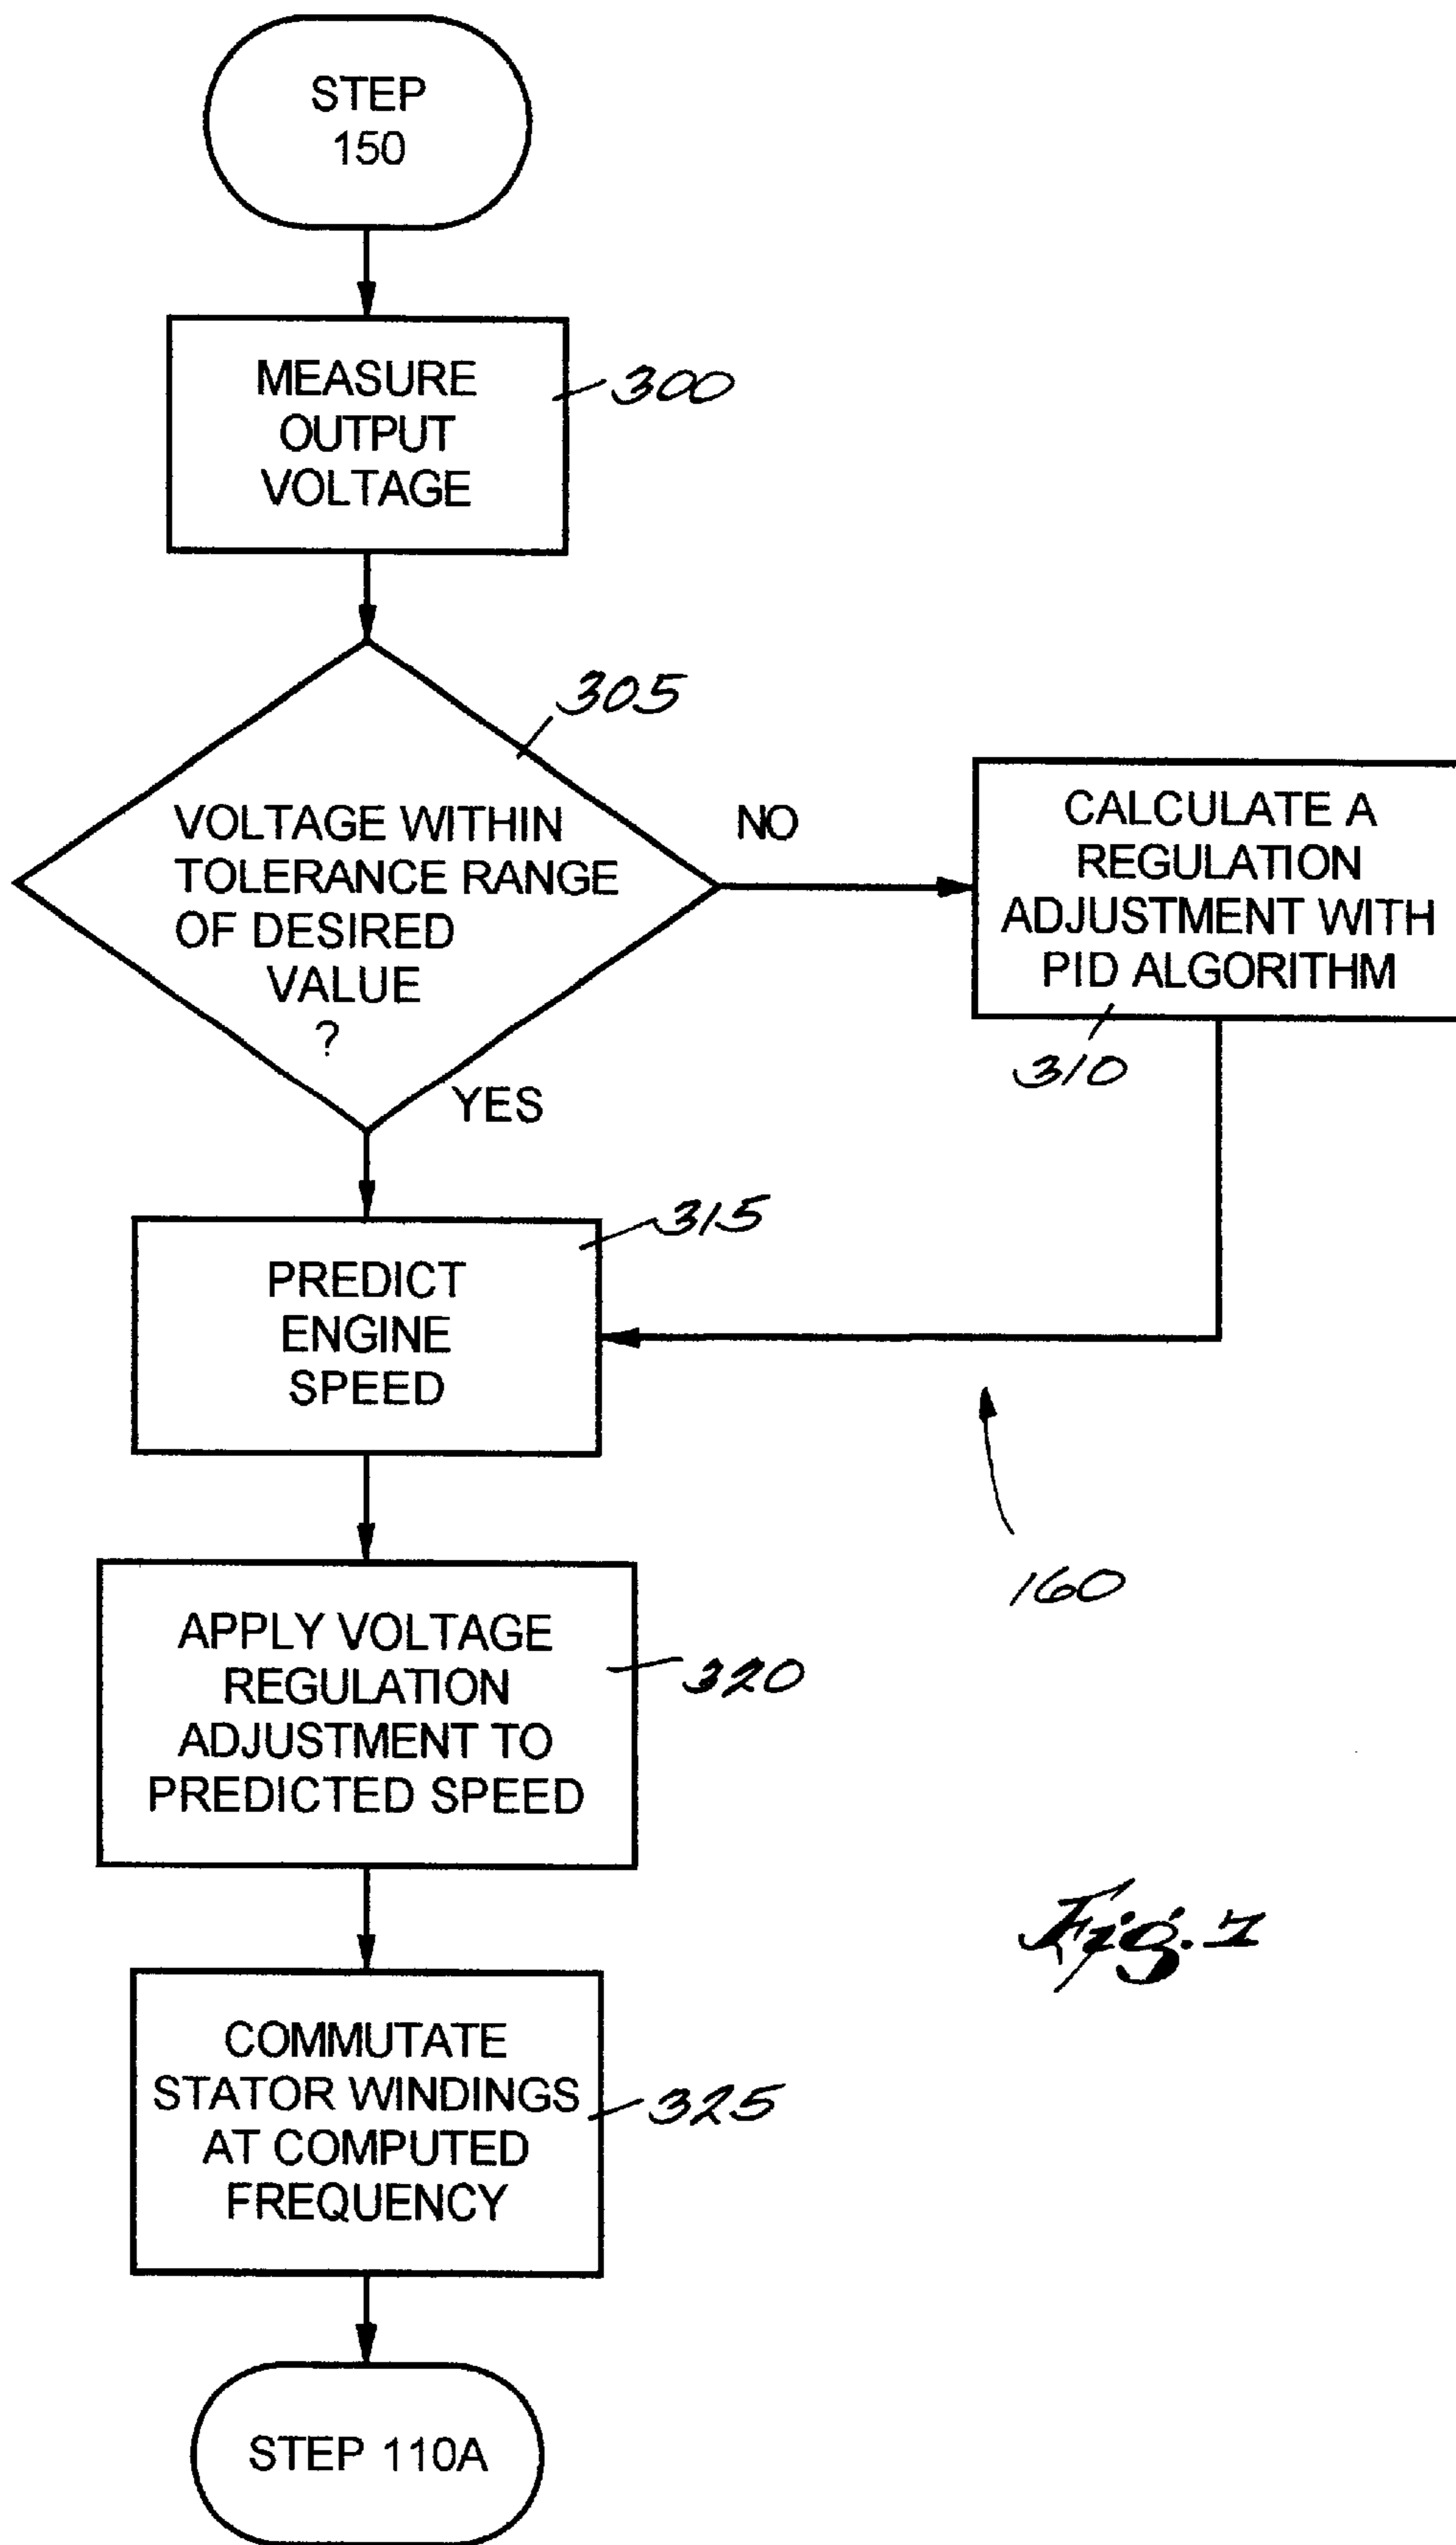 STEP
150
MEASURE
OUTPUT
VOLTAGE
300
305
VOLTAGE WITHIN
TOLERANCE RANGE
OF DESIRED
VALUE
?
NO
CALCULATE A
REGULATION
ADJUSTMENT WITH
PID ALGORITHM
310
YES
315
PREDICT
ENGINE
SPEED
160
APPLY VOLTAGE
REGULATION
ADJUSTMENT TO
PREDICTED SPEED
320
COMMUTATE
STATOR WINDINGS
AT COMPUTED
FREQUENCY
325
Fig. 7
STEP 110A